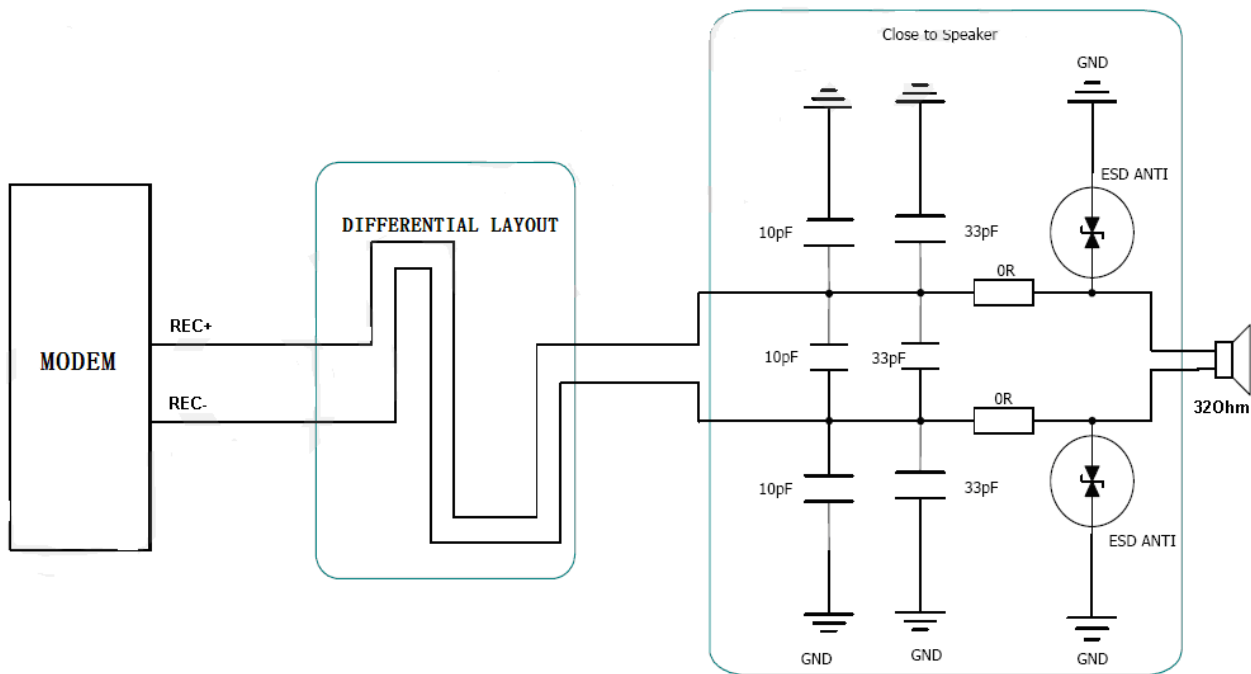 Close to Speaker
GND
ESD ANTI
DIFFERENTIAL LAYOUT
10pF
33pF
0R
REC+
MODEM
10pF
33pF
REC-
0R
32Ohm
10pF
33pF
ESD ANTI
GND
GND
GND